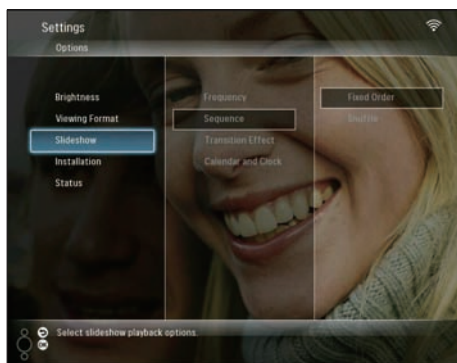 Settings
Options
Brightness
Viewing Format
Slideshow
Installation
Status
Frequency
Sequence
Transition Effect
Calendar and Clock
Fixed Order
Shuffle
OK
Select slideshow playback options.